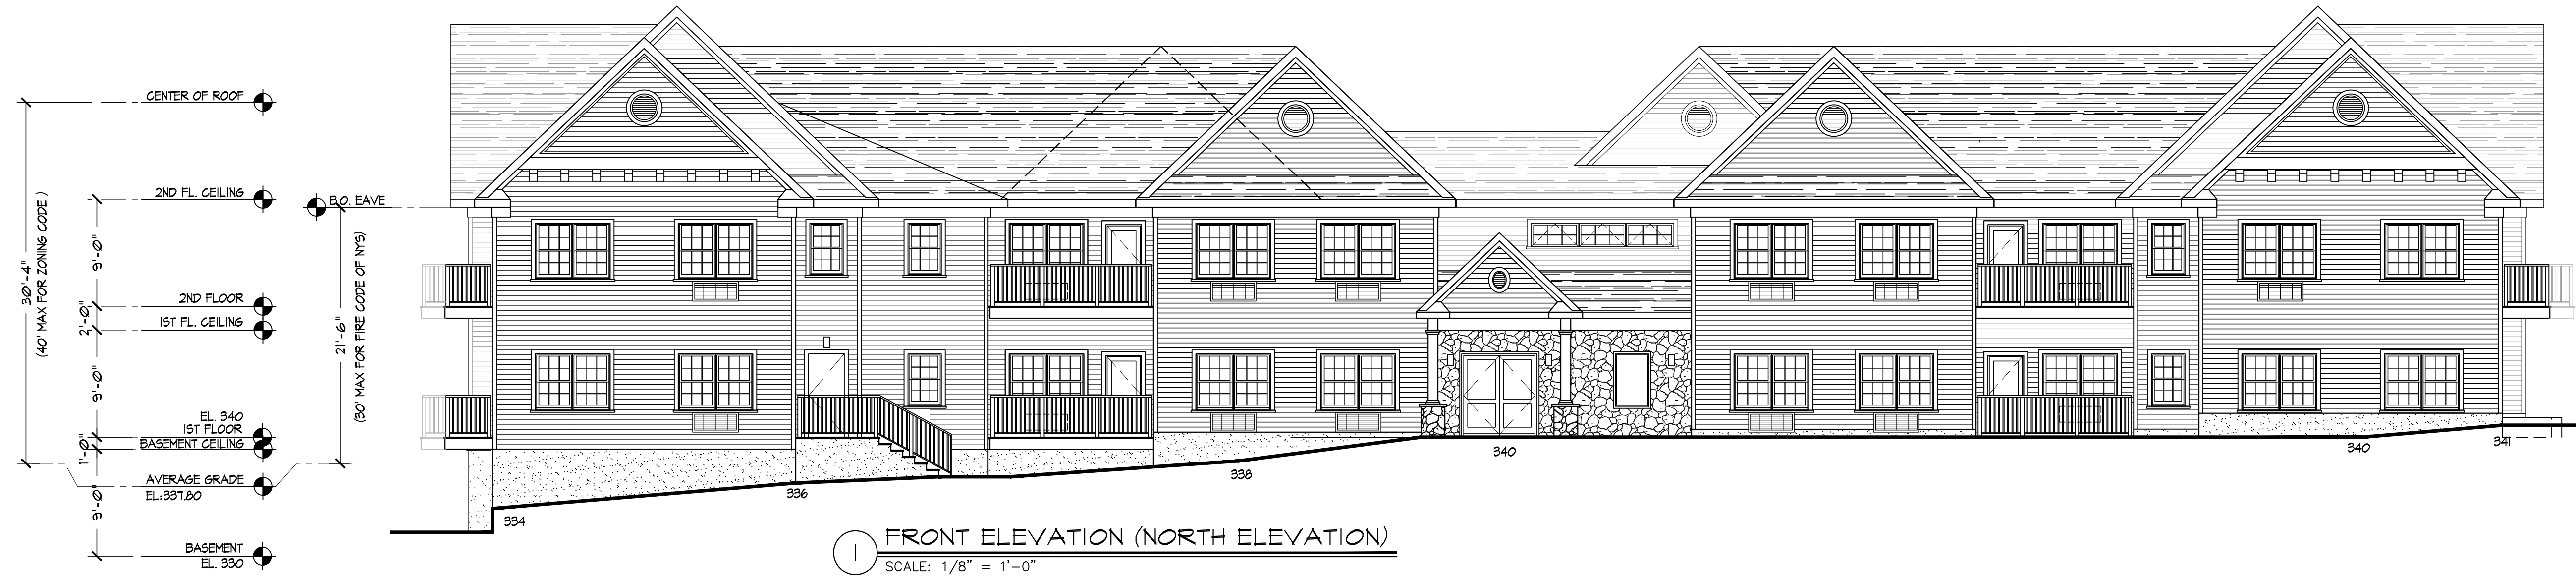 CENTER OF ROOF
30'-4"
(40' MAX FOR ZONING CODE )
2ND FL. CEILING
B.O. EAVE
9'-0"
2ND FLOOR
2'-0"
1ST FL. CEILING
21'-6"
(30' MAX FOR FIRE CODE OF NYS)
9'-0"
EL. 340
1ST FLOOR
BASEMENT CEILING
1'-0"
AVERAGE GRADE
EL:337.80
9'-0"
BASEMENT
EL. 330
334
336
338
340
340
341
1
FRONT ELEVATION (NORTH ELEVATION)
SCALE: 1/8" = 1'-0"